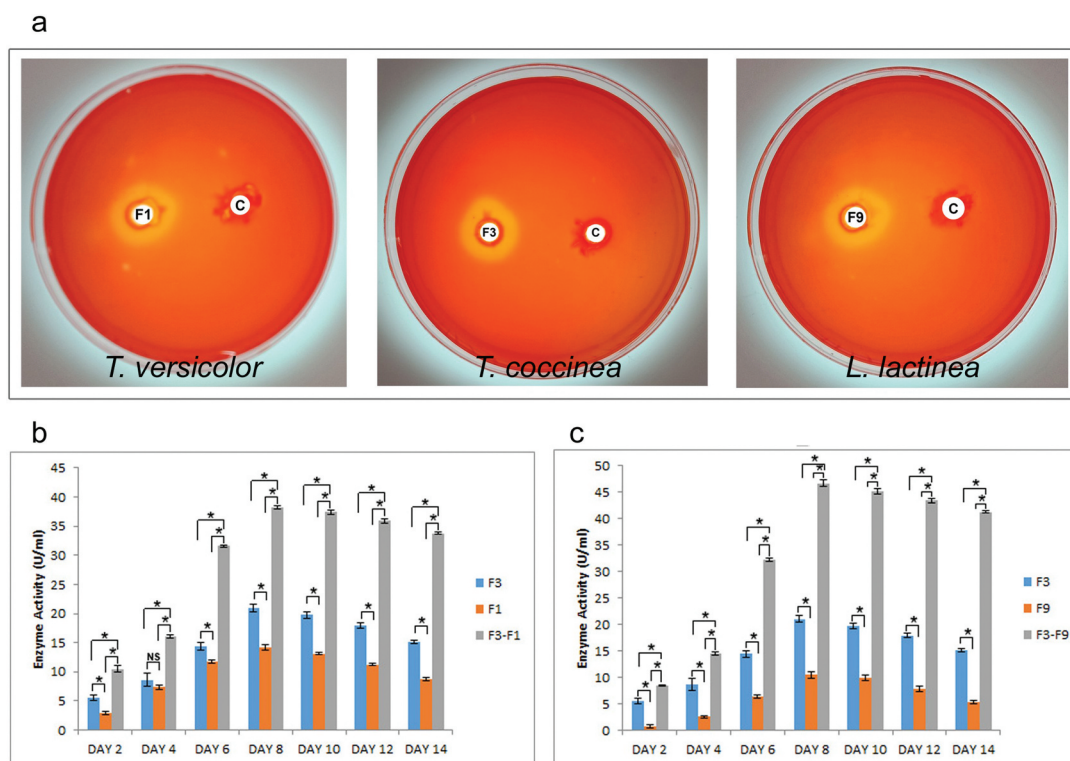 a
F1 C
T. versicolor
F3 C
T. coccinea
F9 C
L. lactinea
b
Enzyme Activity (U/ml)
45
40
35
30
25
20
15
10
5
0
* * *
NS * *
* * *
* * *
* * *
* * *
* * *
DAY 2 DAY 4 DAY 6 DAY 8 DAY 10 DAY 12 DAY 14
F3
F1
F3-F1
c
Enzyme Activity (U/ml)
50
45
40
35
30
25
20
15
10
5
0
* * *
* * *
* * *
* * *
* * *
* * *
* * *
DAY 2 DAY 4 DAY 6 DAY 8 DAY 10 DAY 12 DAY 14
F3
F9
F3-F9